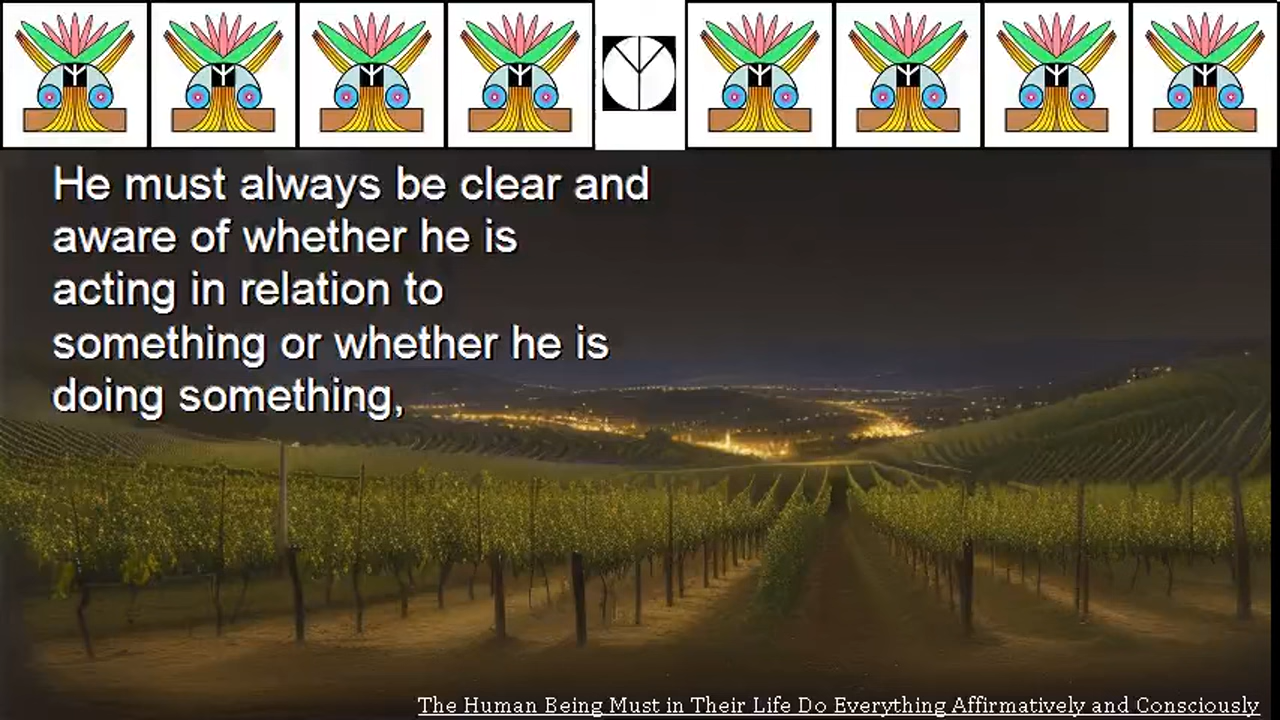 He must always be clear and
aware of whether he is
acting in relation to
something or whether he is
doing something,
The Human Being Must in Their Life Do Everything Affirmatively and Consciously